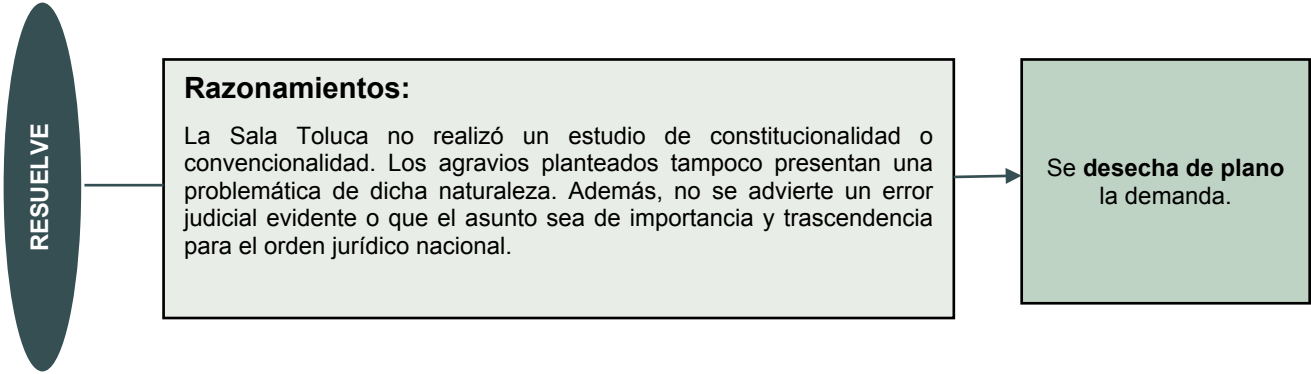 RESUELVE
Razonamientos:
La Sala Toluca no realizó un estudio de constitucionalidad o
convencionalidad. Los agravios planteados tampoco presentan una
problemática de dicha naturaleza. Además, no se advierte un error
judicial evidente o que el asunto sea de importancia y trascendencia
para el orden jurídico nacional.
Se desecha de plano
la demanda.